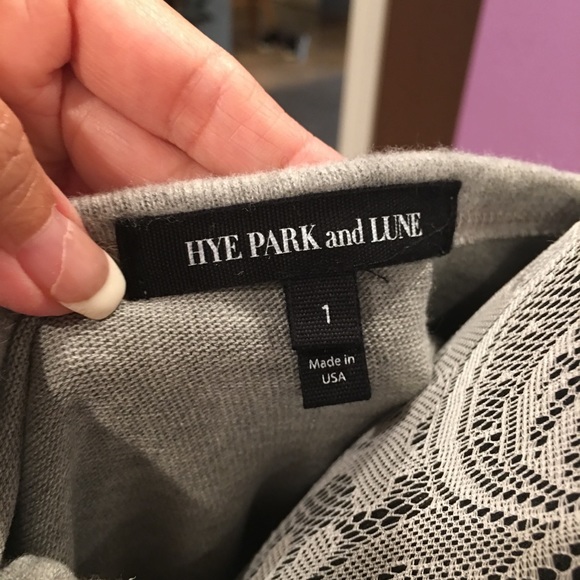 HYE PARK and LUNE
1
Made in
USA